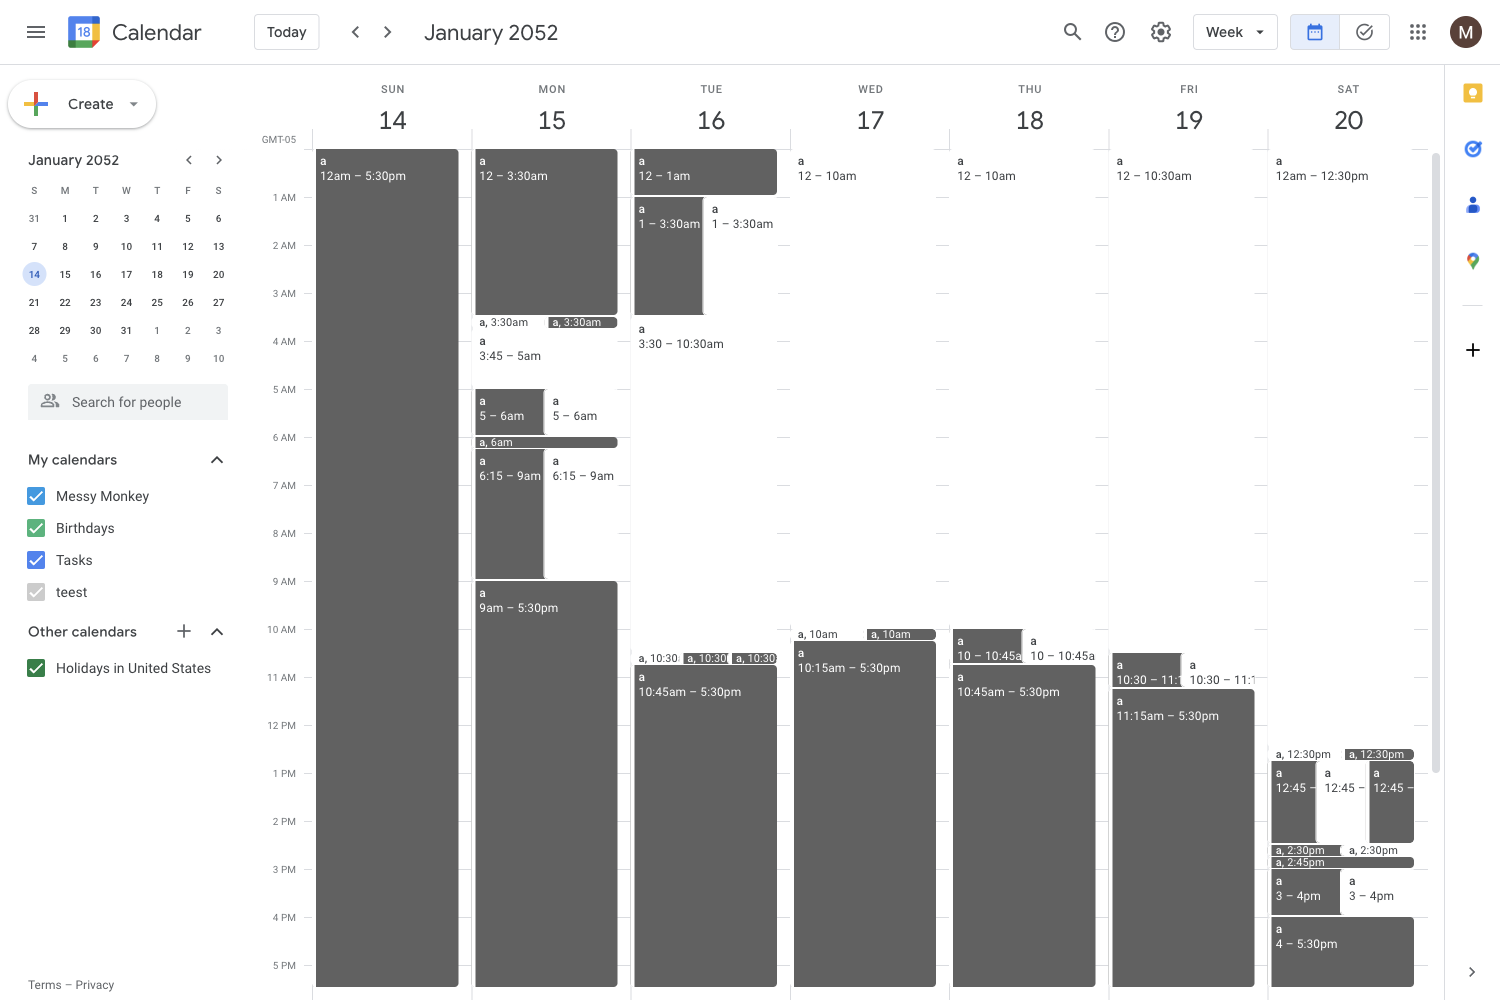 18 Calendar Today January 2052 Week M
Create
January 2052
S M T W T F S
31 1 2 3 4 5 6
7 8 9 10 11 12 13
14 15 16 17 18 19 20
21 22 23 24 25 26 27
28 29 30 31 1 2 3
4 5 6 7 8 9 10
Search for people
My calendars
Messy Monkey
Birthdays
Tasks
teest
Other calendars
Holidays in United States
Terms – Privacy
SUN MON TUE WED THU FRI SAT
14 15 16 17 18 19 20
GMT-05
1 AM
2 AM
3 AM
4 AM
5 AM
6 AM
7 AM
8 AM
9 AM
10 AM
11 AM
12 PM
1 PM
2 PM
3 PM
4 PM
5 PM
a
12am – 5:30pm
a
12 – 3:30am
a, 3:30am a, 3:30am
a
3:45 – 5am
a a
5 – 6am 5 – 6am
a, 6am
a a
6:15 – 9am 6:15 – 9am
a
9am – 5:30pm
a
12 – 1am
a a
1 – 3:30am 1 – 3:30am
a
3:30 – 10:30am
a, 10:30 a, 10:30 a, 10:30
a
10:45am – 5:30pm
a
12 – 10am
a, 10am a, 10am
a
10:15am – 5:30pm
a
12 – 10am
a a
10 – 10:45a 10 – 10:45a
a
10:45am – 5:30pm
a
12 – 10:30am
a a
10:30 – 11:1 10:30 – 11:1
a
11:15am – 5:30pm
a
12am – 12:30pm
a, 12:30pm a, 12:30pm
a a a
12:45 – 12:45 – 12:45 –
a, 2:30pm a, 2:30pm
a, 2:45pm
a a
3 – 4pm 3 – 4pm
a
4 – 5:30pm